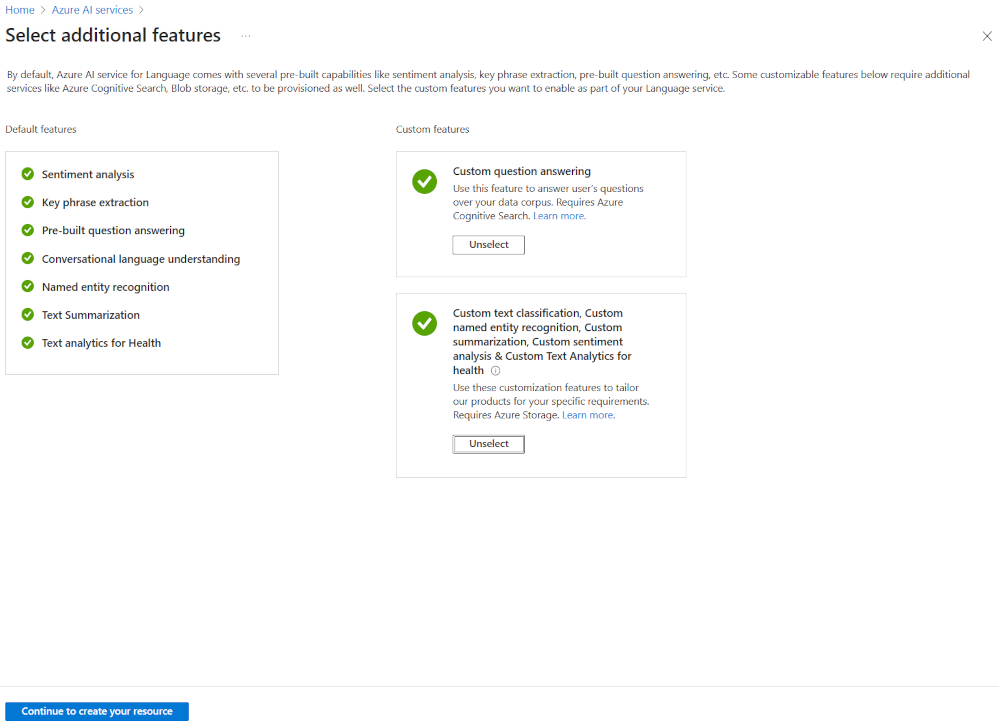 Home > Azure AI services >
Select additional features ...
By default, Azure AI service for Language comes with several pre-built capabilities like sentiment analysis, key phrase extraction, pre-built question answering, etc. Some customizable features below require additional
services like Azure Cognitive Search, Blob storage, etc. to be provisioned as well. Select the custom features you want to enable as part of your Language service.
Default features
Sentiment analysis
Key phrase extraction
Pre-built question answering
Conversational language understanding
Named entity recognition
Text Summarization
Text analytics for Health
Custom features
Custom question answering
Use this feature to answer user's questions
over your data corpus. Requires Azure
Cognitive Search. Learn more.
Unselect
Custom text classification, Custom
named entity recognition, Custom
summarization, Custom sentiment
analysis & Custom Text Analytics for
health
Use these customization features to tailor
our products for your specific requirements.
Requires Azure Storage. Learn more.
Unselect
Continue to create your resource